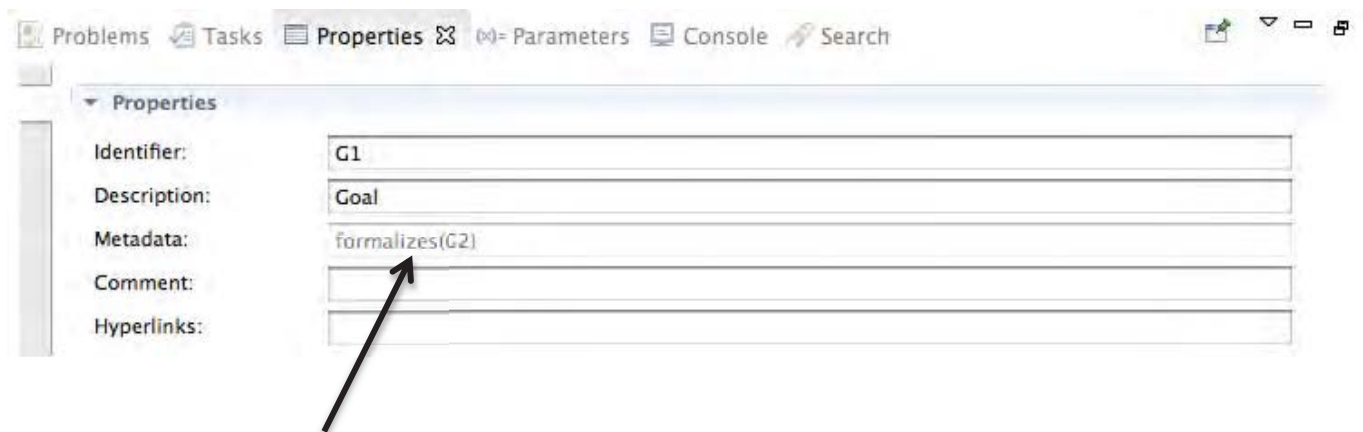 Problems Tasks Properties (x)= Parameters Console Search
Properties
Identifier: G1
Description: Goal
Metadata: formalizes(G2)
Comment:
Hyperlinks: